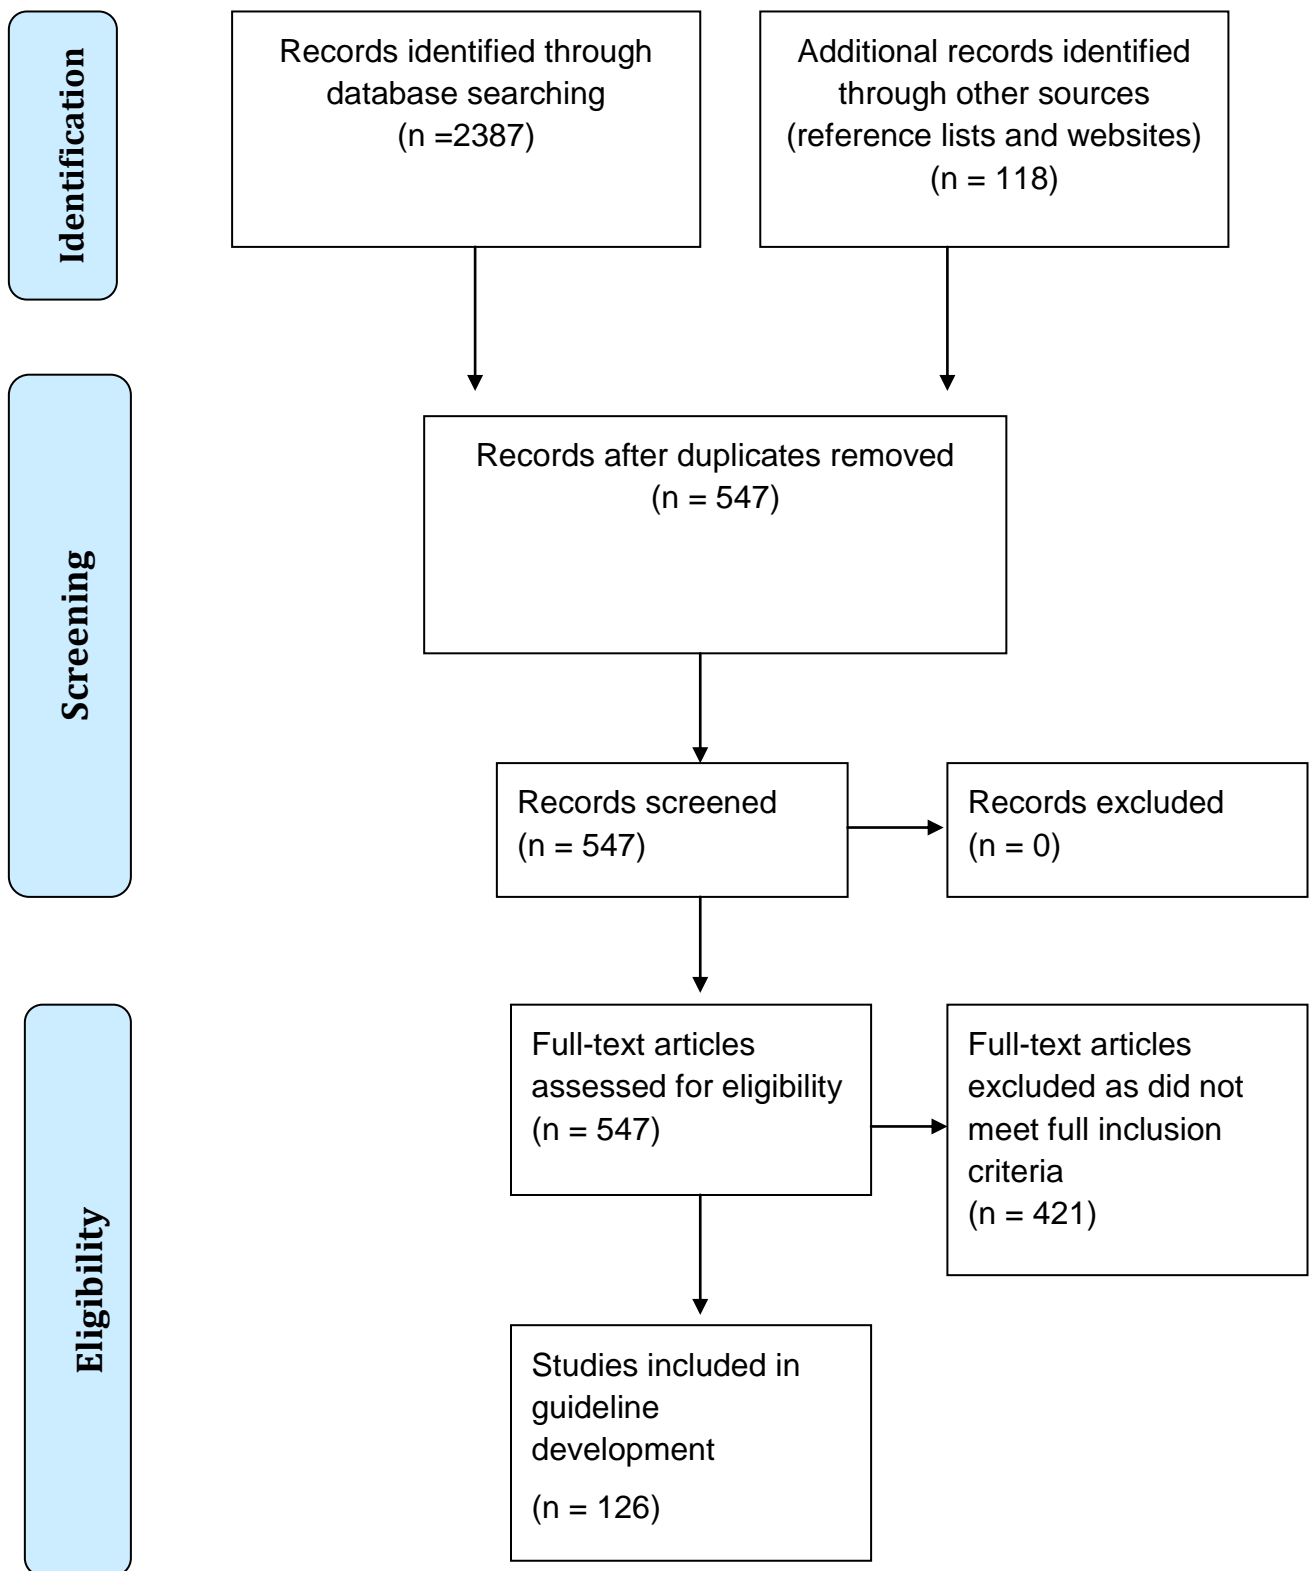 Identification
Records identified through
database searching
(n =2387)
Additional records identified
through other sources
(reference lists and websites)
(n = 118)
Screening
Records after duplicates removed
(n = 547)
Records screened
(n = 547)
Records excluded
(n = 0)
Eligibility
Full-text articles
assessed for eligibility
(n = 547)
Full-text articles
excluded as did not
meet full inclusion
criteria
(n = 421)
Studies included in
guideline
development
(n = 126)